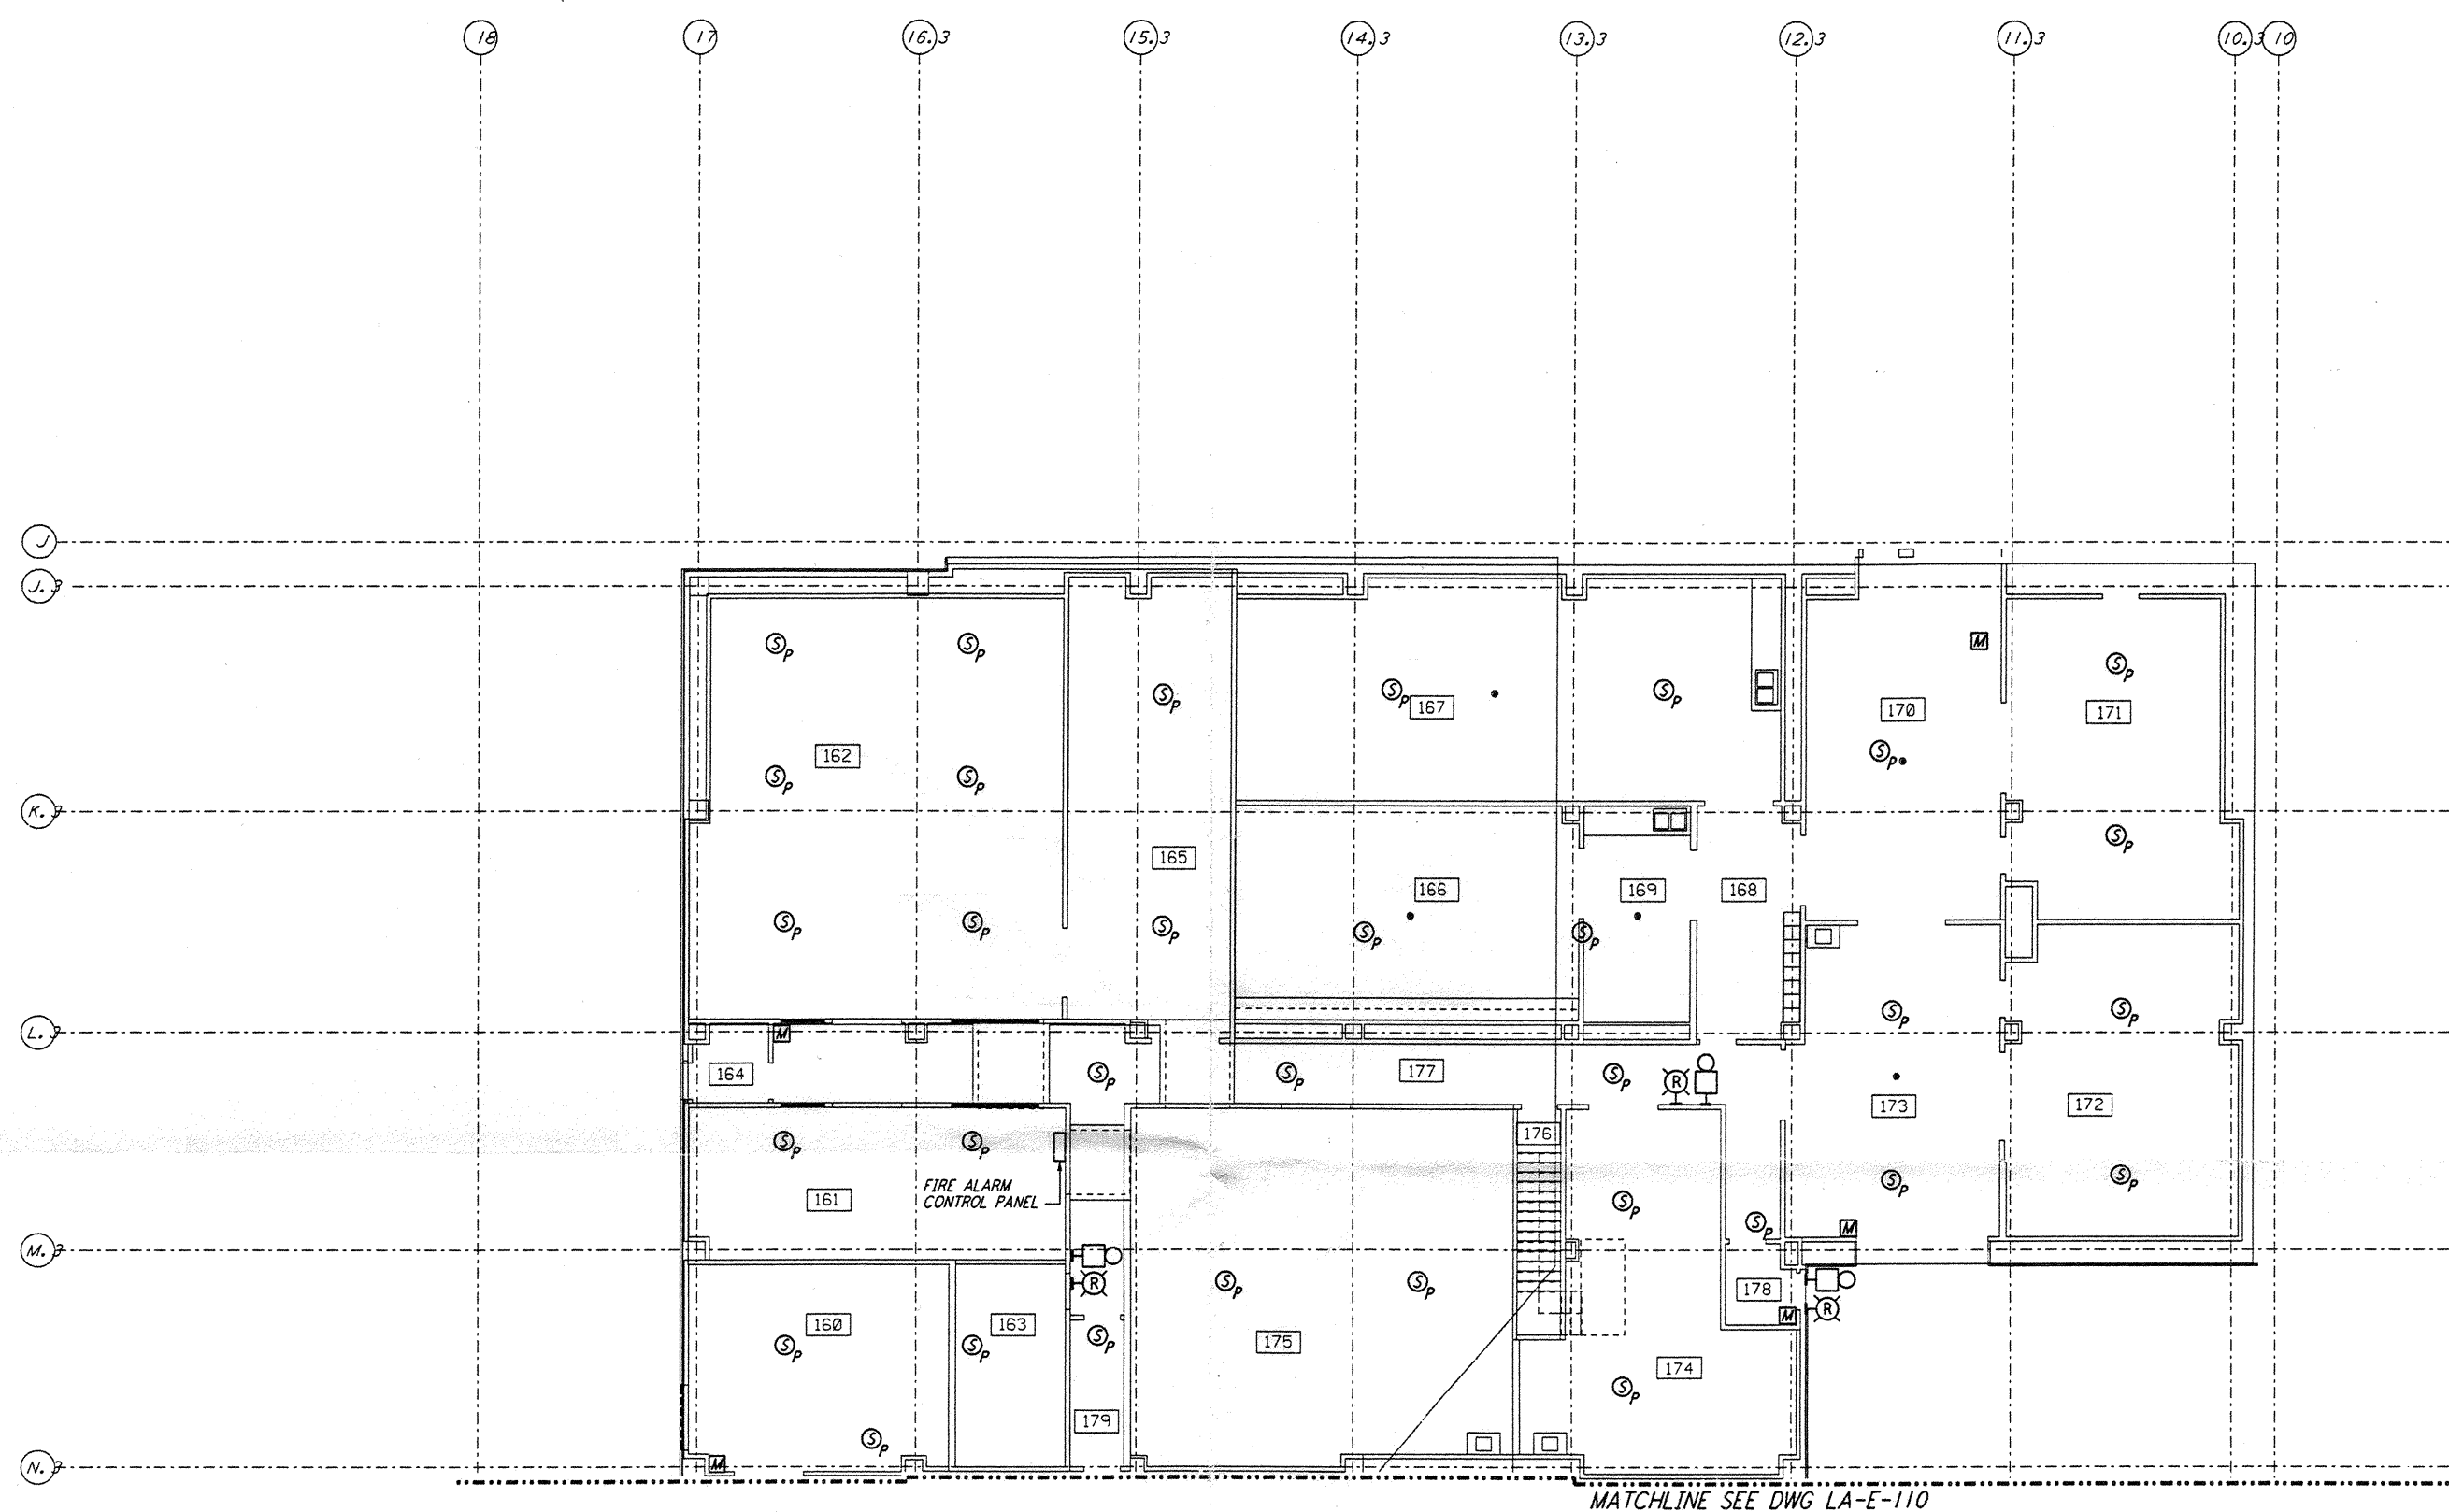 18 17 16.3 15.3 14.3 13.3 12.3 11.3 10.3 10
J
J.3
S P S P M S P
S P S P S P
167 170 171
S P
162 S P S P
K.3
S P
165
166 169 168
S P S P S P S P S P
S P S P
L.3 M
164 S P S P 177 S P R
173 172
176
S P S P
FIRE ALARM
CONTROL PANEL
161
S P S P
S P
S P M
M.3
R S P S P
178
M R
160 163
S P S P S P
175
174
S P
179
S P
N.3 M
MATCHLINE SEE DWG LA-E-110